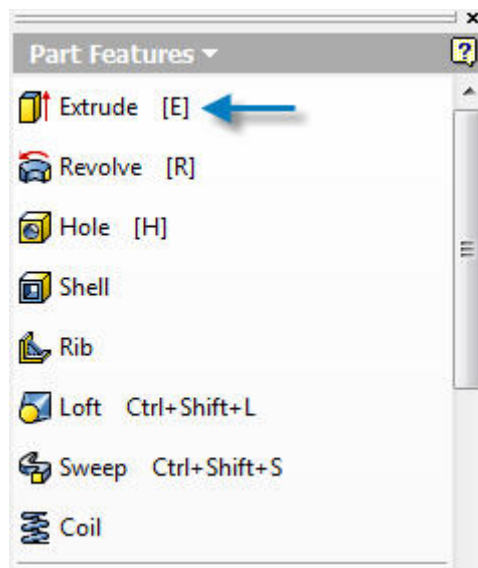 Part Features
?
Extrude [E]
Revolve [R]
Hole [H]
Shell
Rib
Loft Ctrl+Shift+L
Sweep Ctrl+Shift+S
Coil